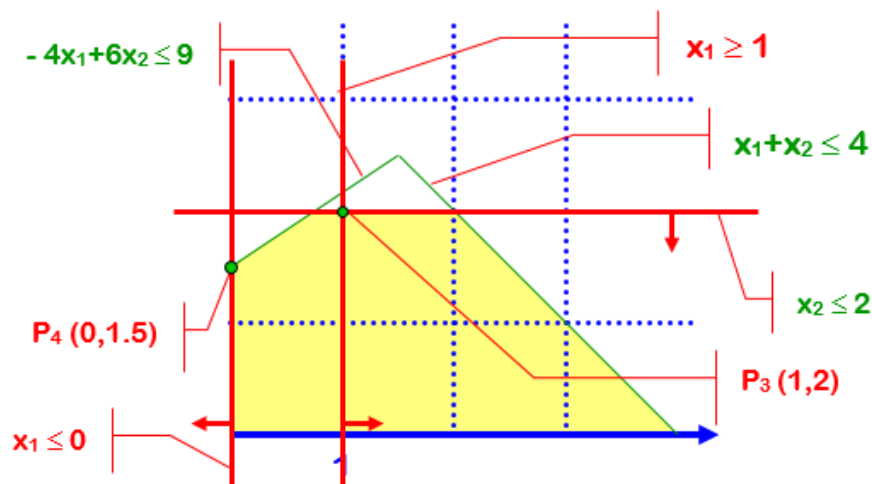 - 4x₁+6x₂ ≤ 9
x₁ ≥ 1
x₁+x₂ ≤ 4
x₂ ≤ 2
P₄ (0,1.5)
P₃ (1,2)
x₁ ≤ 0
1